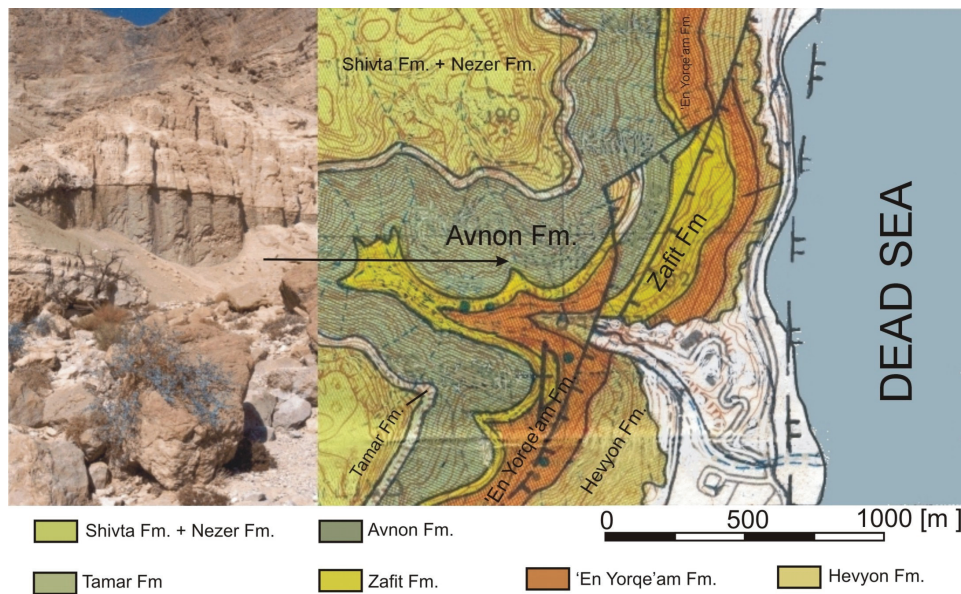 Shivta Fm. + Nezer Fm.
'En Yorqe'am Fm.
Avnon Fm.
Zafit Fm
DEAD SEA
Tamar Fm.
'En Yorqe'am Fm.
Hevyon Fm.
Shivta Fm. + Nezer Fm.
Avnon Fm.
0 500 1000 [m]
Tamar Fm
Zafit Fm.
'En Yorqe'am Fm.
Hevyon Fm.